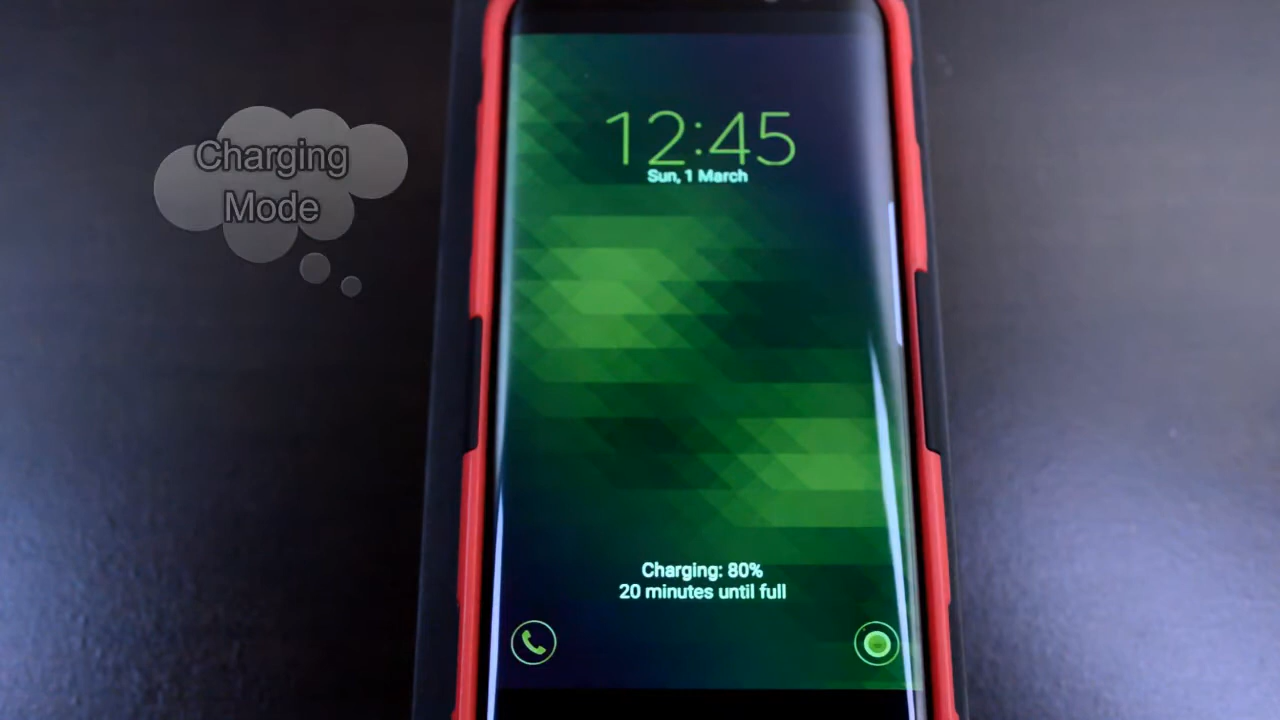 Charging
Mode
12:45
Sun, 1 March
Charging: 80%
20 minutes until full